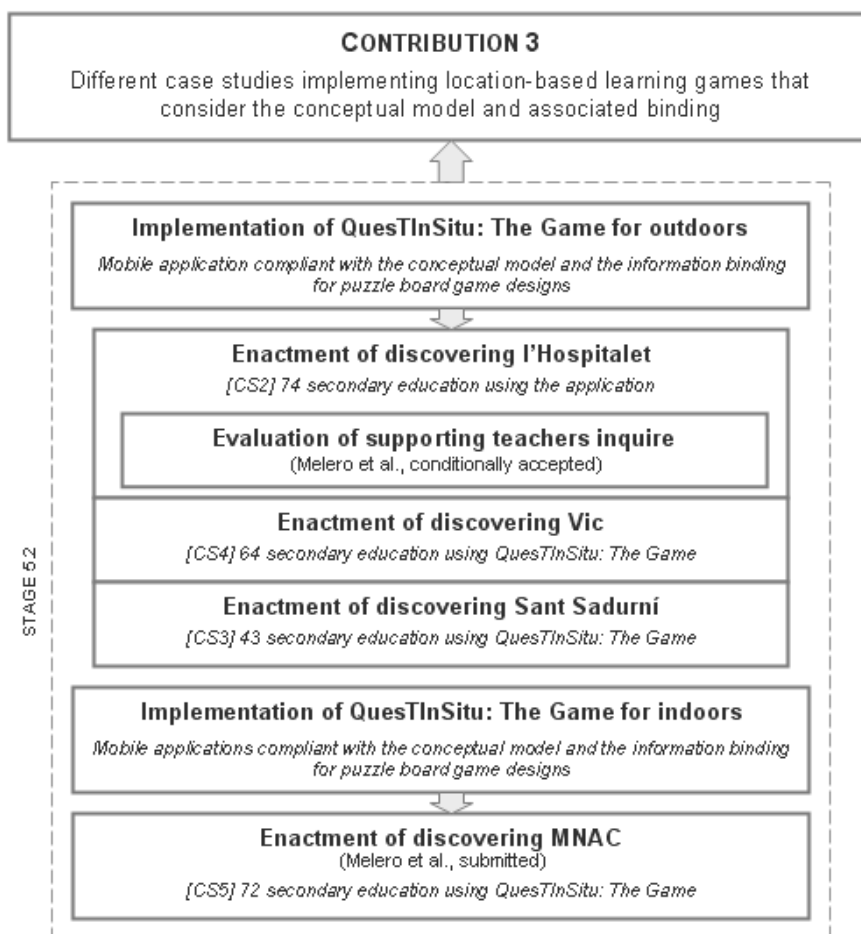 CONTRIBUTION 3
Different case studies implementing location-based learning games that
consider the conceptual model and associated binding
Implementation of QuesTInSitu: The Game for outdoors
Mobile application compliant with the conceptual model and the information binding
for puzzle board game designs
Enactment of discovering l'Hospitalet
[CS2] 74 secondary education using the application
Evaluation of supporting teachers inquire
(Melero et al., conditionally accepted)
Enactment of discovering Vic
[CS4] 64 secondary education using QuesTInSitu: The Game
Enactment of discovering Sant Sadurní
[CS3] 43 secondary education using QuesTInSitu: The Game
STAGE 5.2
Implementation of QuesTInSitu: The Game for indoors
Mobile applications compliant with the conceptual model and the information binding
for puzzle board game designs
Enactment of discovering MNAC
(Melero et al., submitted)
[CS5] 72 secondary education using QuesTInSitu: The Game